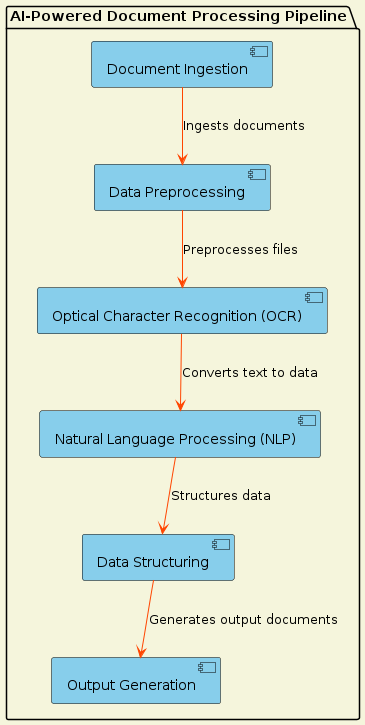 AI-Powered Document Processing Pipeline
Document Ingestion
Ingests documents
Data Preprocessing
Preprocesses files
Optical Character Recognition (OCR)
Converts text to data
Natural Language Processing (NLP)
Structures data
Data Structuring
Generates output documents
Output Generation